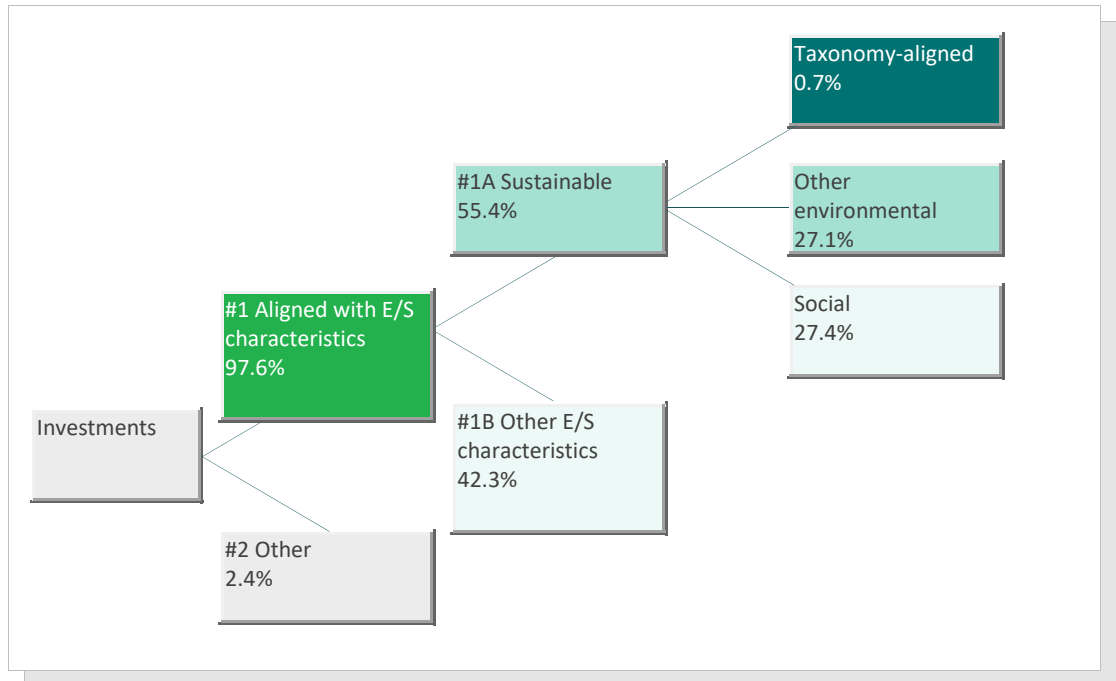 Taxonomy-aligned
0.7%
#1A Sustainable
55.4%
Other
environmental
27.1%
Social
27.4%
#1 Aligned with E/S
characteristics
97.6%
#1B Other E/S
characteristics
42.3%
Investments
#2 Other
2.4%